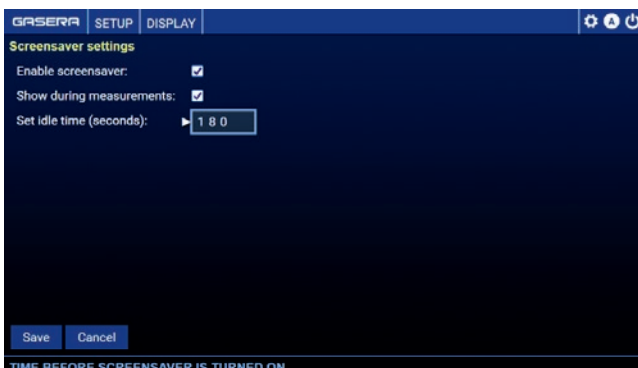 GASERA SETUP DISPLAY A
Screensaver settings
Enable screensaver:
Show during measurements:
Set idle time (seconds): 180
Save Cancel
TIME BEFORE SCREENSAVER IS TURNED ON